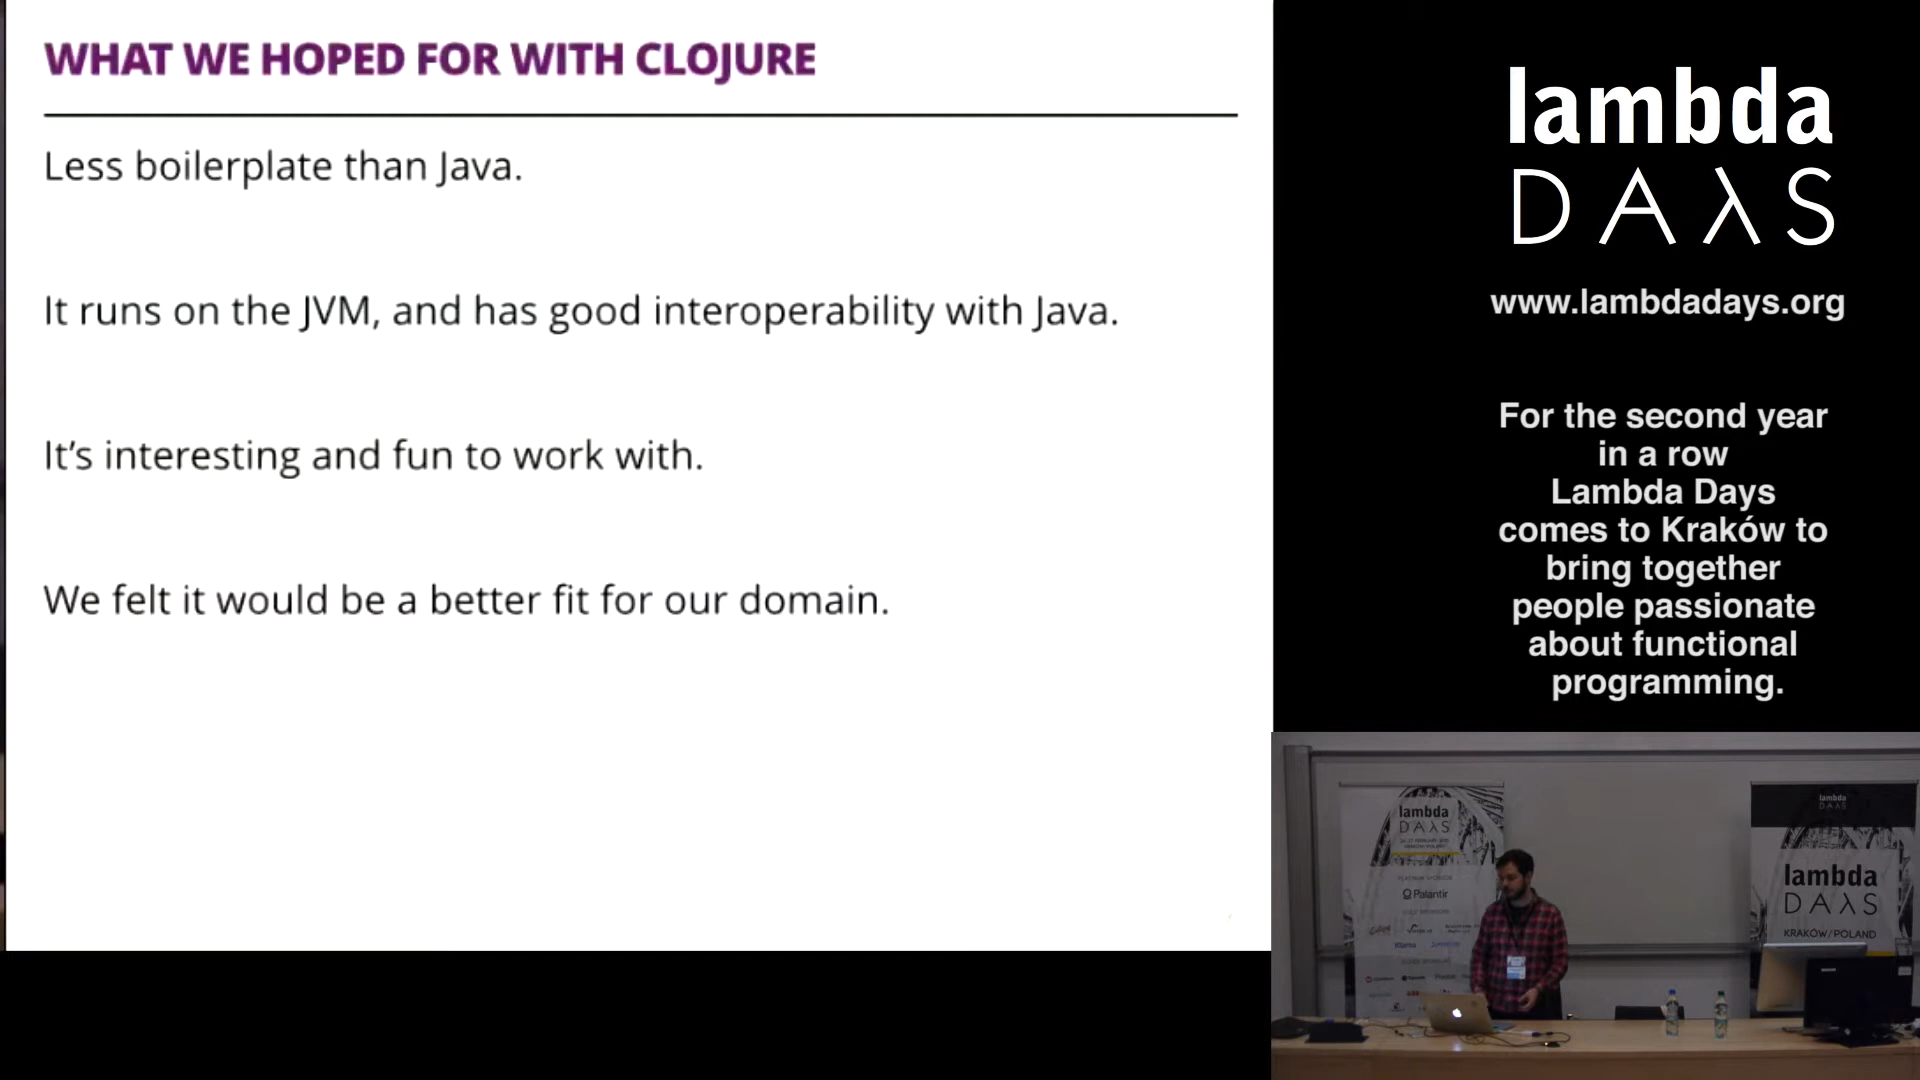 WHAT WE HOPED FOR WITH CLOJURE
Less boilerplate than Java.
It runs on the JVM, and has good interoperability with Java.
It's interesting and fun to work with.
We felt it would be a better fit for our domain.
lambda
DAλS
www.lambdadays.org
For the second year
in a row
Lambda Days
comes to Kraków to
bring together
people passionate
about functional
programming.
lambda
DAλS
Palantir
lambda
DAλS
lambda
DAλS
KRAKÓW/POLAND